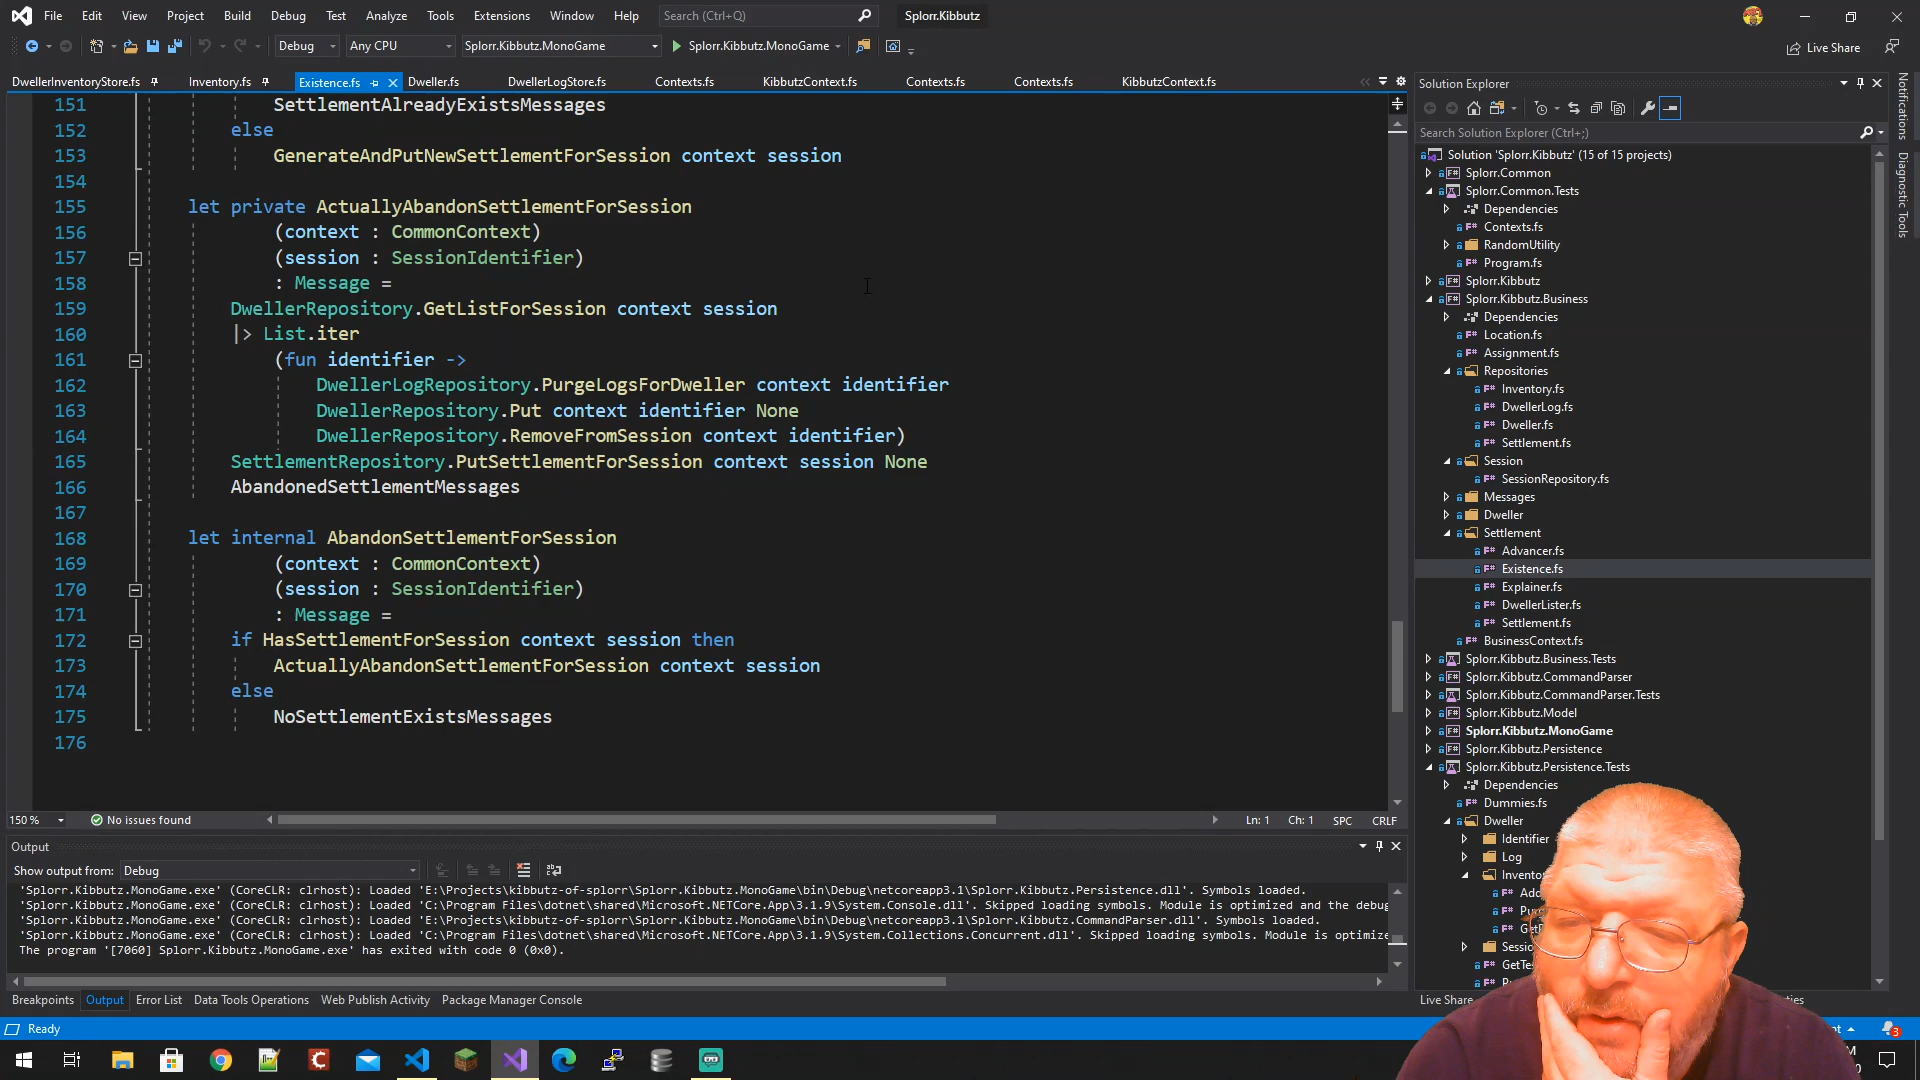 File Edit View Project Build Debug Test Analyze Tools Extensions Window Help Search (Ctrl+Q) Splorr.Kibbutz
Debug Any CPU Splorr.Kibbutz.MonoGame Splorr.Kibbutz.MonoGame Live Share
DwellerInventoryStore.fs Inventory.fs Existence.fs Dweller.fs DwellerLogStore.fs Contexts.fs KibbutzContext.fs Contexts.fs Contexts.fs KibbutzContext.fs
151 SettlementAlreadyExistsMessages
152 else
153 GenerateAndPutNewSettlementForSession context session
154
155 let private ActuallyAbandonSettlementForSession
156 (context : CommonContext)
157 (session : SessionIdentifier)
158 : Message =
159 DwellerRepository.GetListForSession context session
160 |> List.iter
161 (fun identifier ->
162 DwellerLogRepository.PurgeLogsForDweller context identifier
163 DwellerRepository.Put context identifier None
164 DwellerRepository.RemoveFromSession context identifier)
165 SettlementRepository.PutSettlementForSession context session None
166 AbandonedSettlementMessages
167
168 let internal AbandonSettlementForSession
169 (context : CommonContext)
170 (session : SessionIdentifier)
171 : Message =
172 if HasSettlementForSession context session then
173 ActuallyAbandonSettlementForSession context session
174 else
175 NoSettlementExistsMessages
176
150 % No issues found Ln: 1 Ch: 1 SPC CRLF
Output
Show output from: Debug
'Splorr.Kibbutz.MonoGame.exe' (CoreCLR: clrhost): Loaded 'E:\Projects\kibbutz-of-splorr\Splorr.Kibbutz.MonoGame\bin\Debug\netcoreapp3.1\Splorr.Kibbutz.Persistence.dll'. Symbols loaded.
'Splorr.Kibbutz.MonoGame.exe' (CoreCLR: clrhost): Loaded 'C:\Program Files\dotnet\shared\Microsoft.NETCore.App\3.1.9\System.Console.dll'. Skipped loading symbols. Module is optimized and the debug
'Splorr.Kibbutz.MonoGame.exe' (CoreCLR: clrhost): Loaded 'E:\Projects\kibbutz-of-splorr\Splorr.Kibbutz.MonoGame\bin\Debug\netcoreapp3.1\Splorr.Kibbutz.CommandParser.dll'. Symbols loaded.
'Splorr.Kibbutz.MonoGame.exe' (CoreCLR: clrhost): Loaded 'C:\Program Files\dotnet\shared\Microsoft.NETCore.App\3.1.9\System.Collections.Concurrent.dll'. Skipped loading symbols. Module is optimize
The program '[7060] Splorr.Kibbutz.MonoGame.exe' has exited with code 0 (0x0).
Breakpoints Output Error List Data Tools Operations Web Publish Activity Package Manager Console
Ready
Solution Explorer
Search Solution Explorer (Ctrl+;)
Solution 'Splorr.Kibbutz' (15 of 15 projects)
Splorr.Common
Splorr.Common.Tests
Dependencies
Contexts.fs
RandomUtility
Program.fs
Splorr.Kibbutz
Splorr.Kibbutz.Business
Dependencies
Location.fs
Assignment.fs
Repositories
Inventory.fs
DwellerLog.fs
Dweller.fs
Settlement.fs
Session
SessionRepository.fs
Messages
Dweller
Settlement
Advancer.fs
Existence.fs
Explainer.fs
DwellerLister.fs
Settlement.fs
BusinessContext.fs
Splorr.Kibbutz.Business.Tests
Splorr.Kibbutz.CommandParser
Splorr.Kibbutz.CommandParser.Tests
Splorr.Kibbutz.Model
Splorr.Kibbutz.MonoGame
Splorr.Kibbutz.Persistence
Splorr.Kibbutz.Persistence.Tests
Dependencies
Dummies.fs
Dweller
Identifier
Log
Invento
Add
Sessio
GetTe
Live Share
Notifications
Diagnostic Tools
3